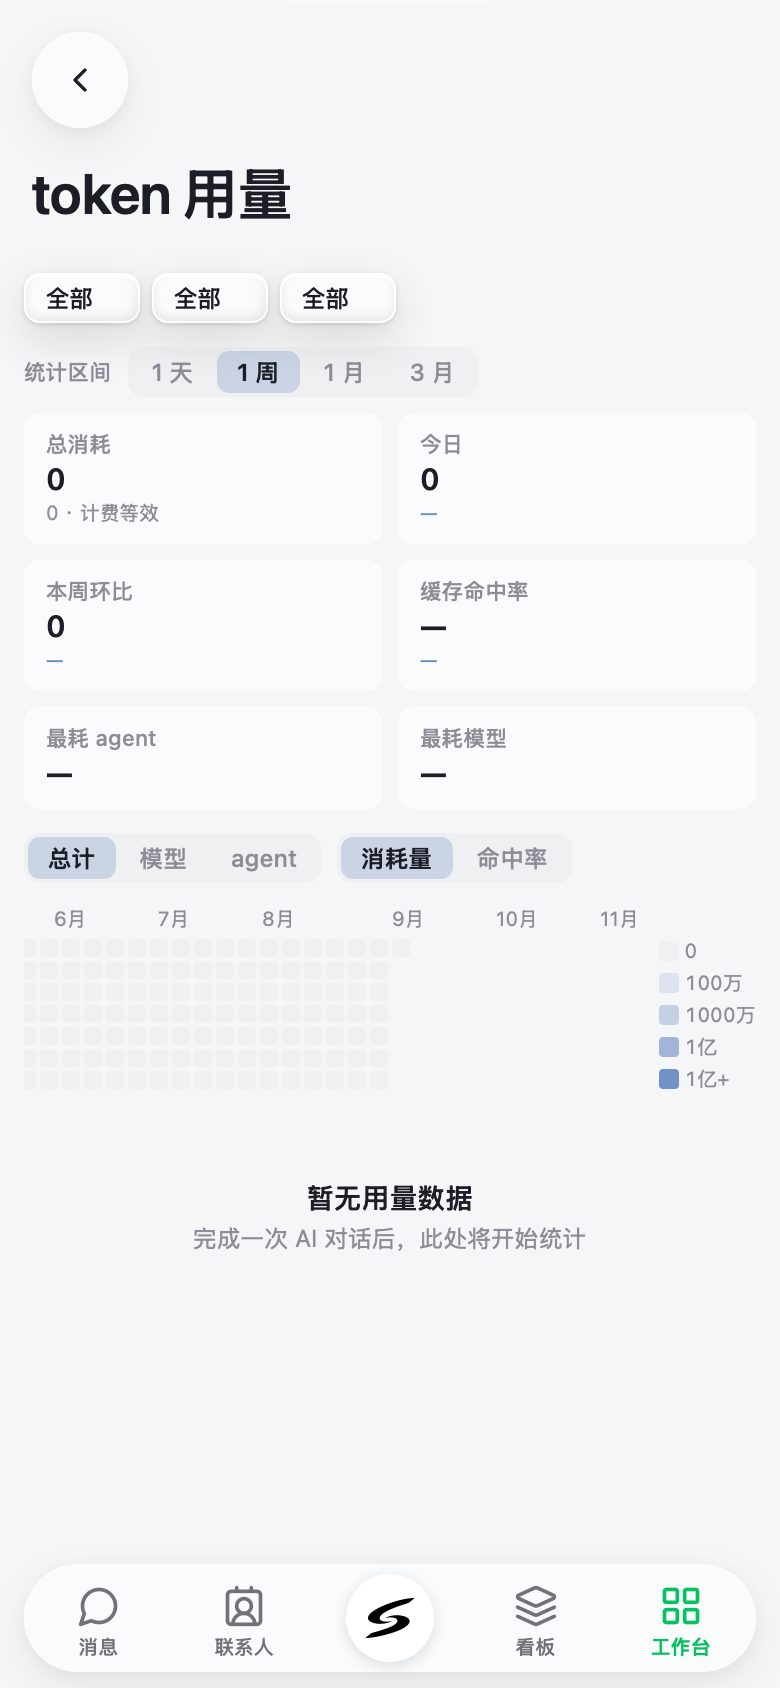 token 用量
全部 全部 全部
统计区间 1 天 1 周 1 月 3 月
总消耗
0
0 · 计费等效
今日
0
—
本周环比
0
—
缓存命中率
—
—
最耗 agent
—
最耗模型
—
总计 模型 agent 消耗量 命中率
6月 7月 8月 9月 10月 11月
0
100万
1000万
1亿
1亿+
暂无用量数据
完成一次 AI 对话后，此处将开始统计
消息 联系人 看板 工作台